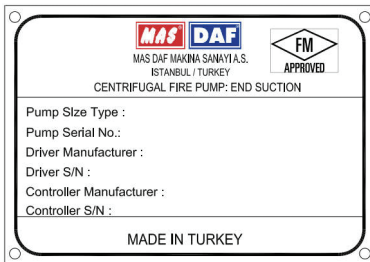 MAS DAF
FM
APPROVED
MAS DAF MAKINA SANAYI A.S.
ISTANBUL / TURKEY
CENTRIFUGAL FIRE PUMP: END SUCTION
Pump SIze Type :
Pump Serial No.:
Driver Manufacturer :
Driver S/N :
Controller Manufacturer :
Controller S/N :
MADE IN TURKEY